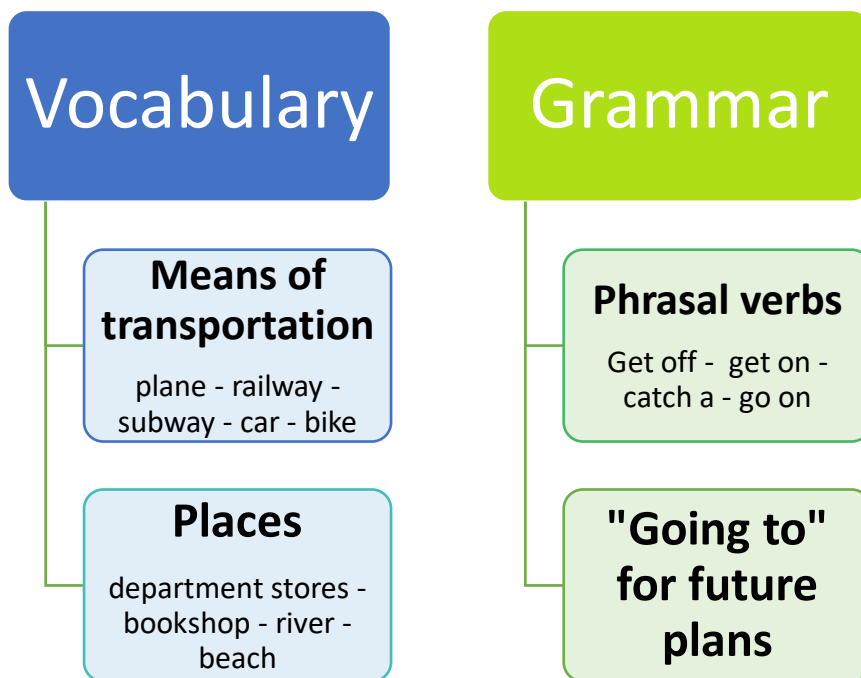 Vocabulary
Means of
transportation
plane - railway -
subway - car - bike
Places
department stores -
bookshop - river -
beach
Grammar
Phrasal verbs
Get off - get on -
catch a - go on
"Going to"
for future
plans